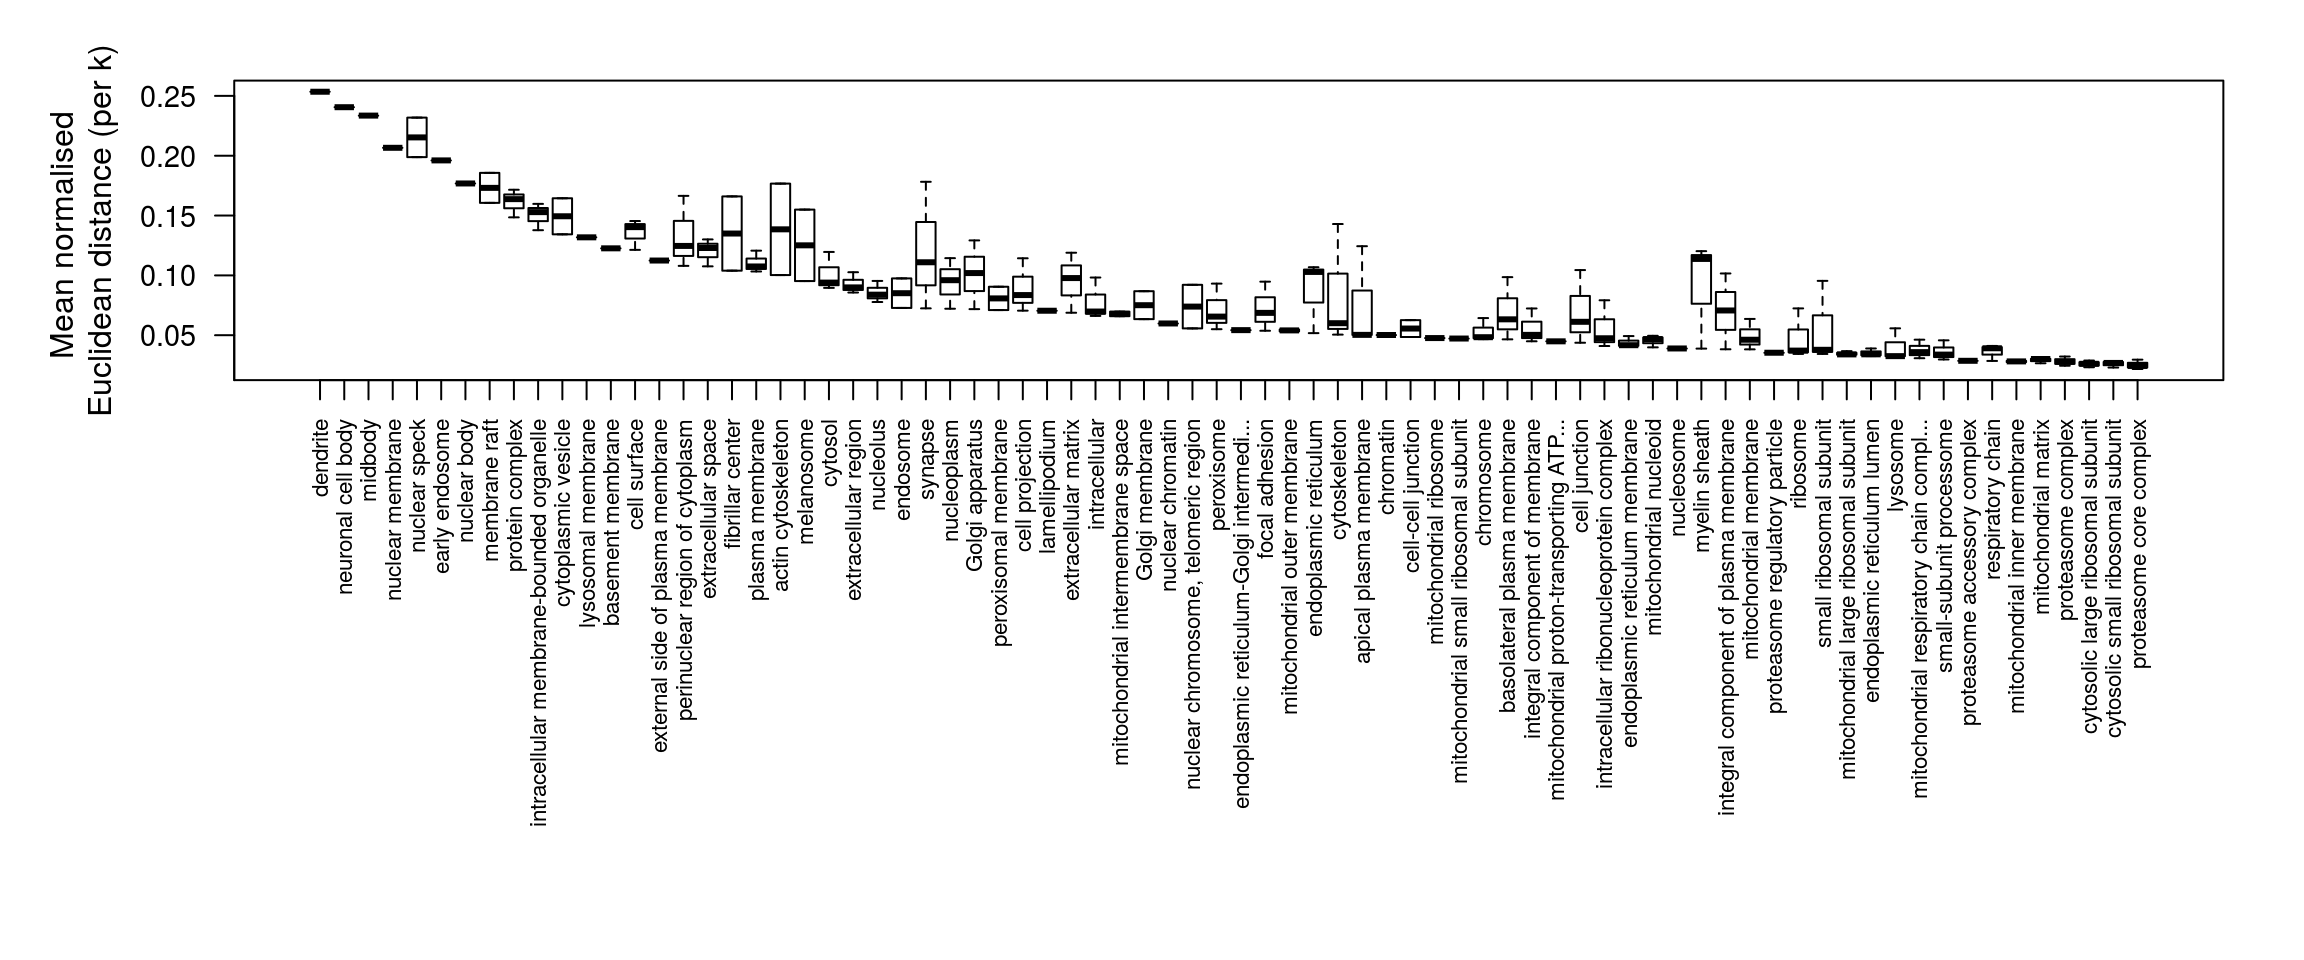 Mean normalised
Euclidean distance (per k)
0.25
0.20
0.15
0.10
0.05
dendrite
neuronal cell body
midbody
nuclear membrane
nuclear speck
early endosome
nuclear body
membrane raft
protein complex
intracellular membrane-bounded organelle
cytoplasmic vesicle
lysosomal membrane
basement membrane
cell surface
external side of plasma membrane
perinuclear region of cytoplasm
extracellular space
fibrillar center
plasma membrane
actin cytoskeleton
melanosome
cytosol
extracellular region
nucleolus
endosome
synapse
nucleoplasm
Golgi apparatus
peroxisomal membrane
cell projection
lamellipodium
extracellular matrix
intracellular
mitochondrial intermembrane space
Golgi membrane
nuclear chromatin
nuclear chromosome, telomeric region
peroxisome
endoplasmic reticulum-Golgi intermedi...
focal adhesion
mitochondrial outer membrane
endoplasmic reticulum
cytoskeleton
apical plasma membrane
chromatin
cell-cell junction
mitochondrial ribosome
mitochondrial small ribosomal subunit
chromosome
basolateral plasma membrane
integral component of membrane
mitochondrial proton-transporting ATP...
cell junction
intracellular ribonucleoprotein complex
endoplasmic reticulum membrane
mitochondrial nucleoid
nucleosome
myelin sheath
integral component of plasma membrane
mitochondrial membrane
proteasome regulatory particle
ribosome
small ribosomal subunit
mitochondrial large ribosomal subunit
endoplasmic reticulum lumen
lysosome
mitochondrial respiratory chain compl...
small-subunit processome
proteasome accessory complex
respiratory chain
mitochondrial inner membrane
mitochondrial matrix
proteasome complex
cytosolic large ribosomal subunit
cytosolic small ribosomal subunit
proteasome core complex